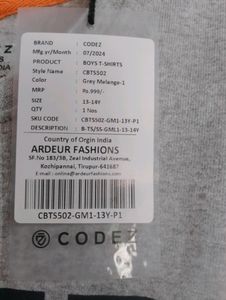 BRAND : CODEZ
Mfg yr/Month : 07/2024
PRODUCT : BOYS T-SHIRTS
Style Name : CBTS502
Color : Grey Melange-1
MRP : Rs.999/-
SIZE : 13-14Y
QTY : 1 Nos
SKU CODE : CBTS502-GM1-13Y-P1
DESCRIPTION : B-TS/SS-GML1-13-14Y
Country of Orgin India
ARDEUR FASHIONS
SF.No 183/3B, Zeal Industrial Avenue,
Kozhipannai, Tirupur-641687
E mail : online@ardeurfashions.com
CBTS502-GM1-13Y-P1
CODEZ